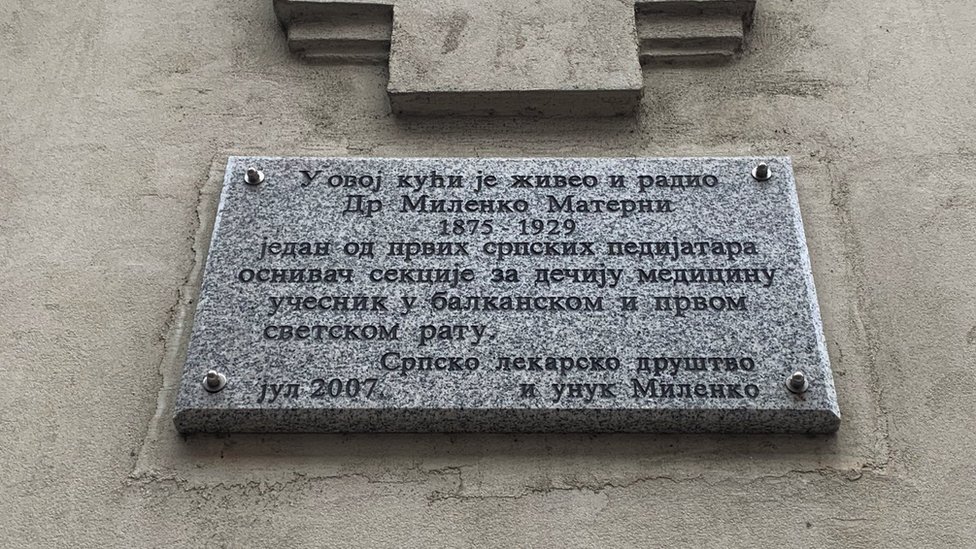 У овој кући је живео и радио
Др Миленко Матерни
1875-1929
један од првих српских педијатара
оснивач секције за дечију медицину
учесник у балканском и првом
светском рату.
Српско лекарско друштво
јул 2007. и унук Миленко